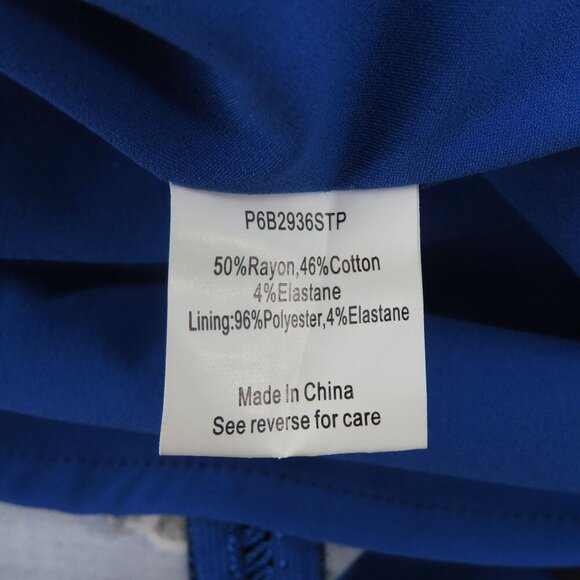 P6B2936STP
50%Rayon,46%Cotton
4%Elastane
Lining:96%Polyester,4%Elastane
Made In China
See reverse for care